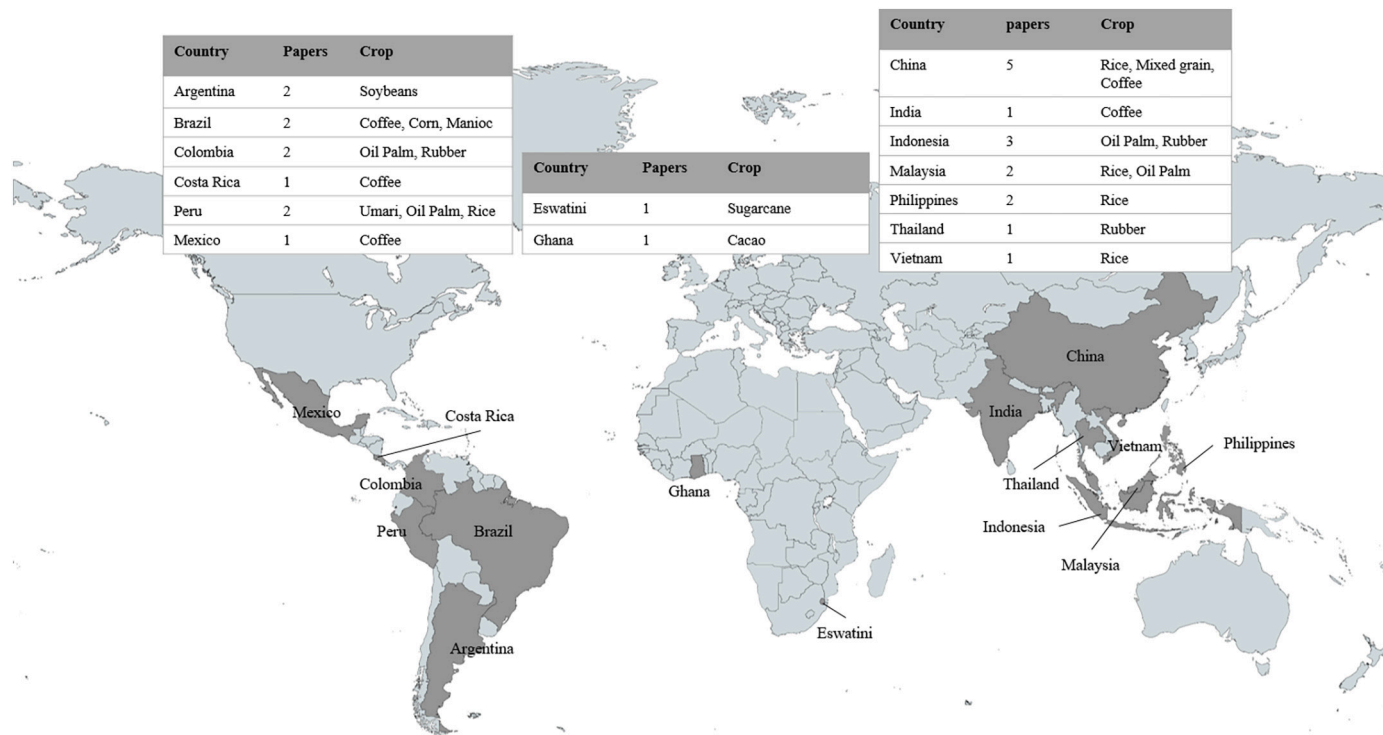 Country Papers Crop
Argentina 2 Soybeans
Brazil 2 Coffee, Corn, Manioc
Colombia 2 Oil Palm, Rubber
Costa Rica 1 Coffee
Peru 2 Umari, Oil Palm, Rice
Mexico 1 Coffee
Country Papers Crop
Eswatini 1 Sugarcane
Ghana 1 Cacao
Country papers Crop
China 5 Rice, Mixed grain,
Coffee
India 1 Coffee
Indonesia 3 Oil Palm, Rubber
Malaysia 2 Rice, Oil Palm
Philippines 2 Rice
Thailand 1 Rubber
Vietnam 1 Rice
Mexico
Costa Rica
Colombia
Peru
Brazil
Argentina
Ghana
Eswatini
China
India
Vietnam
Philippines
Thailand
Indonesia
Malaysia